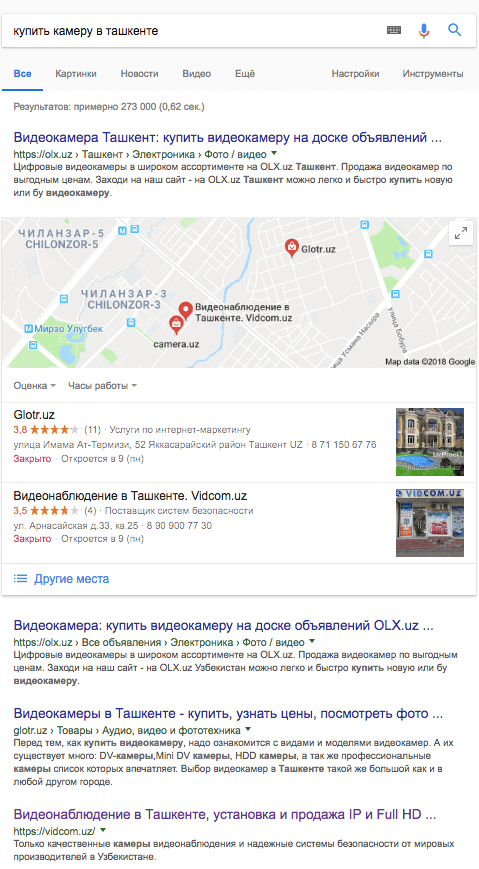 купить камеру в ташкенте
Все Картинки Новости Видео Ещё Настройки Инструменты
Результатов: примерно 273 000 (0,62 сек.)
Видеокамера Ташкент: купить видеокамеру на доске объявлений ...
https://olx.uz › Ташкент › Электроника › Фото / видео
Цифровые видеокамеры в широком ассортименте на OLX.uz Ташкент. Продажа видеокамер по
выгодным ценам. Заходи на наш сайт - на OLX.uz Ташкент можно легко и быстро купить новую
или бу видеокамеру.
ЧИЛАНЗАР-5
CHILONZOR-5
Glotr.uz
ЧИЛАНЗАР-3
CHILONZOR-3
Видеонаблюдение в
Ташкенте. Vidcom.uz
Мирзо Улугбек
camera.uz
улица Усмана Насыра
улица Бобура
Map data ©2018 Google
Оценка Часы работы
Glotr.uz
3,8 (11) · Услуги по интернет-маркетингу
улица Имама Ат-Термизи, 52 Яккасарайский район Ташкент UZ · 8 71 150 67 76
Закрыто · Откроется в 9 (пн)
Видеонаблюдение в Ташкенте. Vidcom.uz
3,5 (4) · Поставщик систем безопасности
ул. Арнасайская д.33, кв.25 · 8 90 900 77 30
Закрыто · Откроется в 9 (пн)
VIDCOM.UZ
Другие места
Видеокамера: купить видеокамеру на доске объявлений OLX.uz ...
https://olx.uz › Все объявления › Электроника › Фото / видео
Цифровые видеокамеры в широком ассортименте на OLX.uz. Продажа видеокамер по выгодным
ценам. Заходи на наш сайт - на OLX.uz Узбекистан можно легко и быстро купить новую или бу
видеокамеру.
Видеокамеры в Ташкенте - купить, узнать цены, посмотреть фото ...
glotr.uz › Товары › Аудио, видео и фототехника
Перед тем, как купить видеокамеру, надо ознакомится с видами и моделями видеокамер. А их
существует много: DV-камеры,Mini DV камеры, HDD камеры, а так же профессиональные
камеры список которых впечатляет. Выбор видеокамер в Ташкенте такой же большой как и в
любой другом городе.
Видеонаблюдение в Ташкенте, установка и продажа IP и Full HD ...
https://vidcom.uz/
Только качественные камеры видеонаблюдения и надежные системы безопасности от мировых
производителей в Узбекистане.